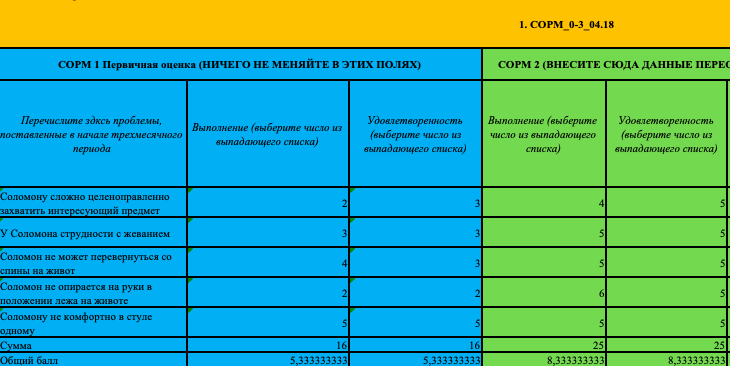 1. СОРМ_0-3_04.18
СОРМ 1 Первичная оценка (НИЧЕГО НЕ МЕНЯЙТЕ В ЭТИХ ПОЛЯХ)
СОРМ 2 (ВНЕСИТЕ СЮДА ДАННЫЕ
Перечислите здксь проблемы,
поставленные в начале трехмесячного
периода
Выполнение (выберите число из
выпадающего списка)
Удовлетворенность
(выберите число из
выпадающего списка)
Выполнение (выберите
число из выпадающего
списка)
Удовлетворенность
(выберите число из
выпадающего списка)
Соломону сложно целеноправленно
захватить интересующий предмет
2 3 4 5
У Соломона струдности с жеванием
3 3 5 5
Соломон не может перевернуться со
спины на живот
4 3 5 5
Соломон не опирается на руки в
положении лежа на животе
2 2 6 5
Соломону не комфортно в стуле
одному
5 5 5 5
Сумма 16 16 25 25
Общий балл 5,333333333 5,333333333 8,333333333 8,333333333